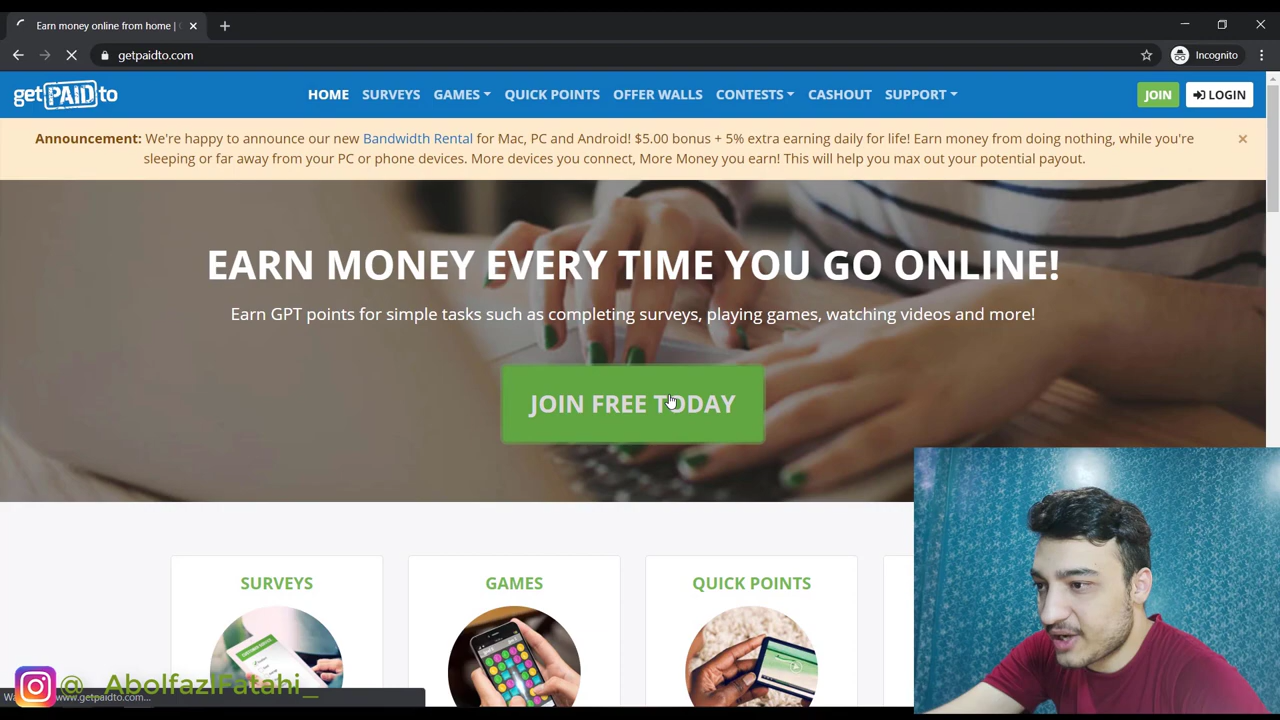 Earn money online from home |
getpaidto.com
Incognito
get PAID to
HOME SURVEYS GAMES QUICK POINTS OFFER WALLS CONTESTS CASHOUT SUPPORT JOIN LOGIN
Announcement: We're happy to announce our new Bandwidth Rental for Mac, PC and Android! $5.00 bonus + 5% extra earning daily for life! Earn money from doing nothing, while you're
sleeping or far away from your PC or phone devices. More devices you connect, More Money you earn! This will help you max out your potential payout.
EARN MONEY EVERY TIME YOU GO ONLINE!
Earn GPT points for simple tasks such as completing surveys, playing games, watching videos and more!
JOIN FREE TODAY
SURVEYS GAMES QUICK POINTS
@_AbolfazlFatahi_
www.getpaidto.com...